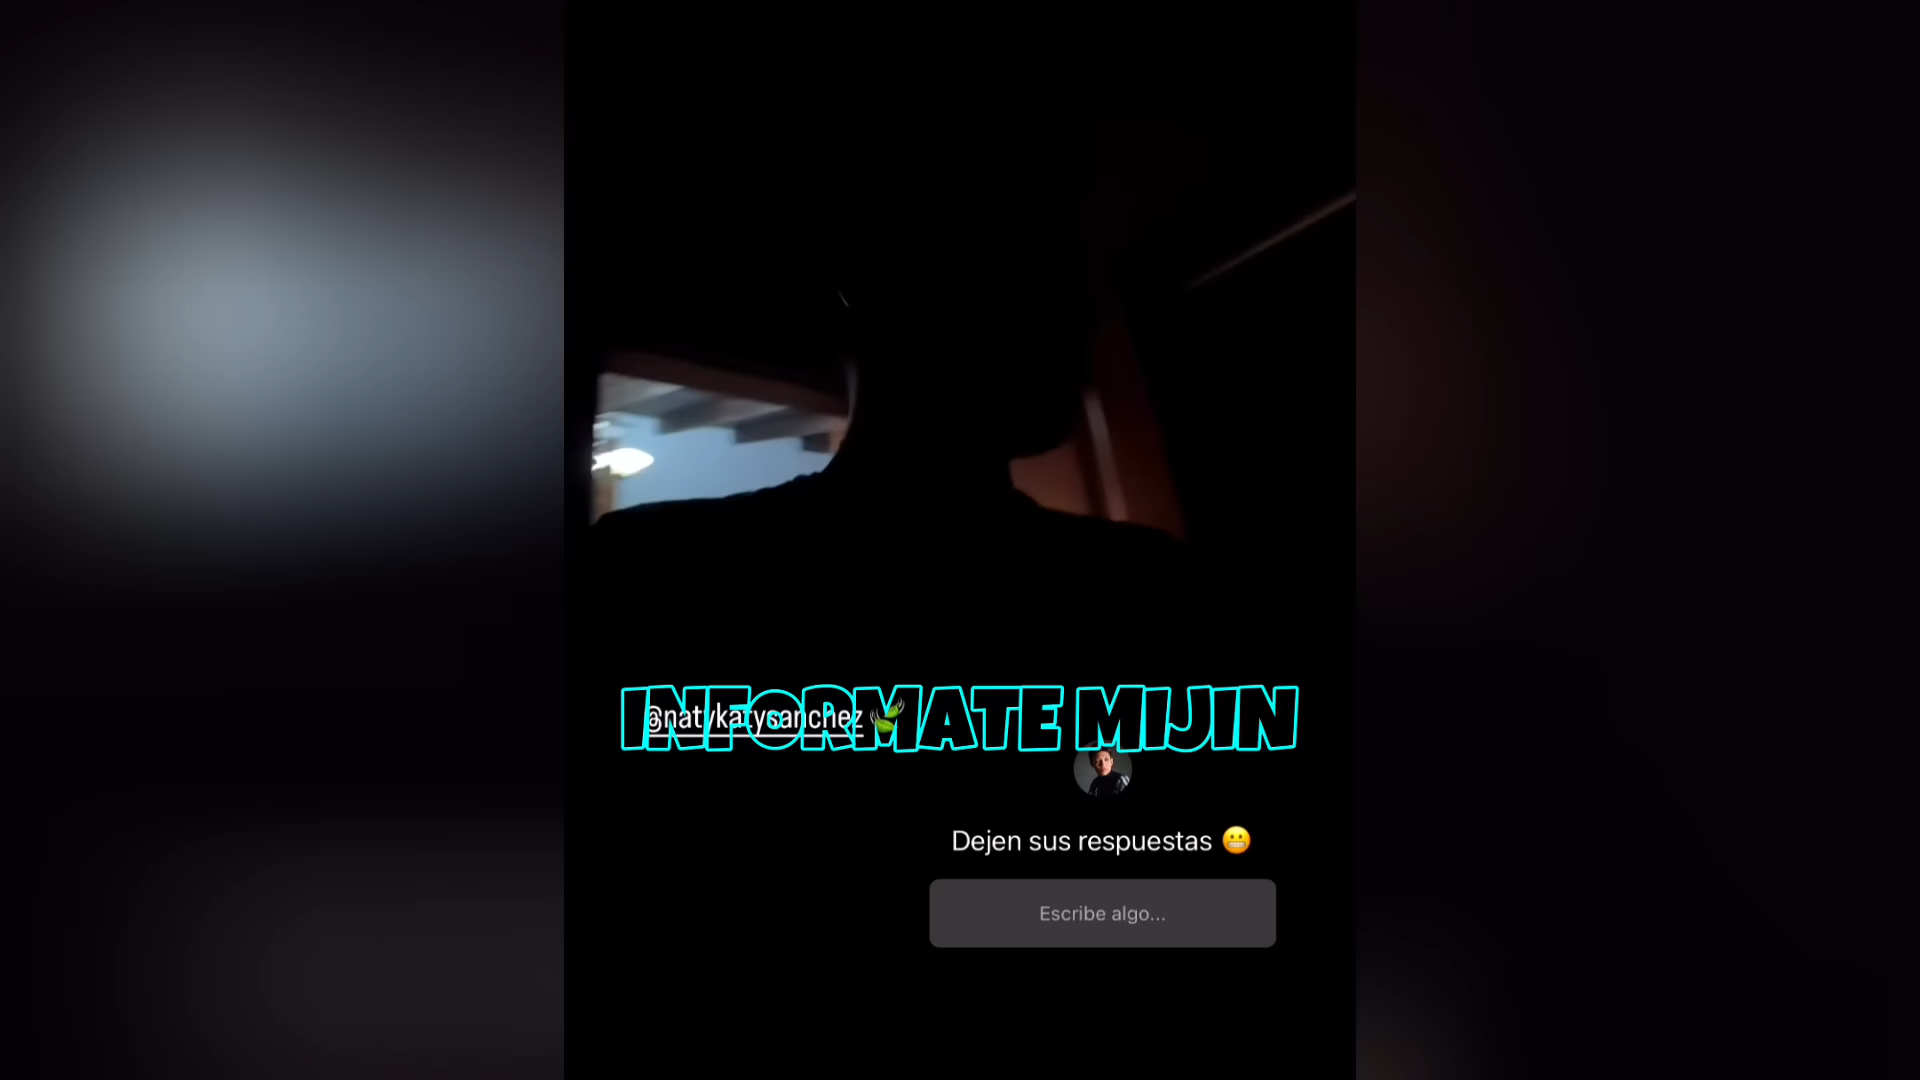 INFORMATE MIJIN
@natykatysanchez
Dejen sus respuestas 😬
Escribe algo...